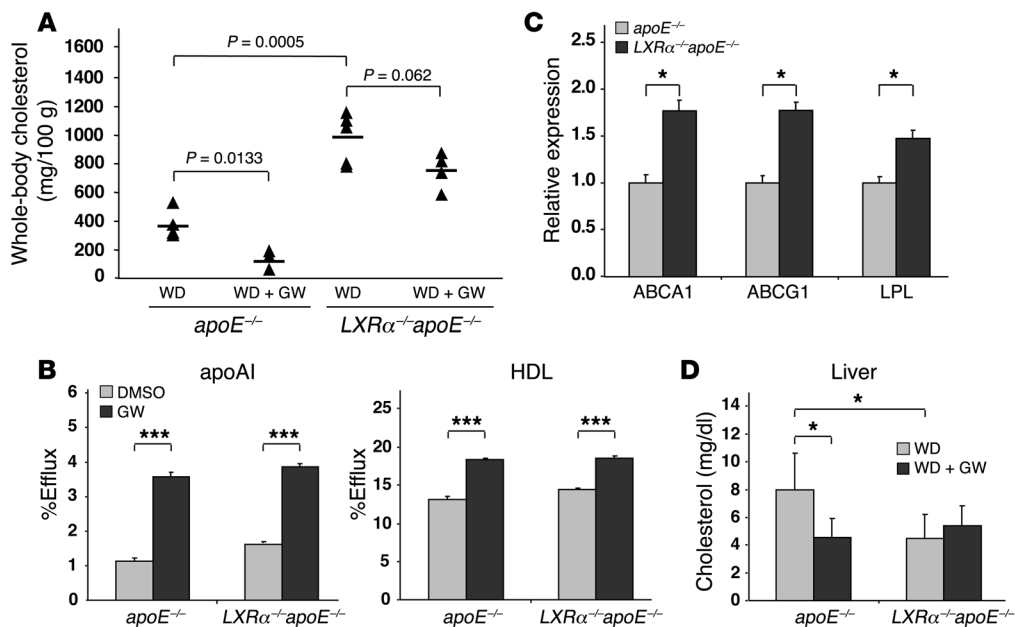 A
Whole-body cholesterol
(mg/100 g)
1600
1400
1200
1000
800
600
400
200
0
P = 0.0005
P = 0.062
P = 0.0133
WD
WD + GW
WD
WD + GW
apoE–/–
LXRα–/–apoE–/–
C
apoE–/–
LXRα–/–apoE–/–
Relative expression
2.5
2.0
1.5
1.0
0.5
0.0
*
*
*
ABCA1
ABCG1
LPL
B
apoAI
DMSO
GW
%Efflux
6
5
4
3
2
1
0
***
***
apoE–/–
LXRα–/–apoE–/–
HDL
%Efflux
25
20
15
10
5
0
***
***
apoE–/–
LXRα–/–apoE–/–
D
Liver
Cholesterol (mg/dl)
14
12
10
8
6
4
2
0
*
*
WD
WD + GW
apoE–/–
LXRα–/–apoE–/–